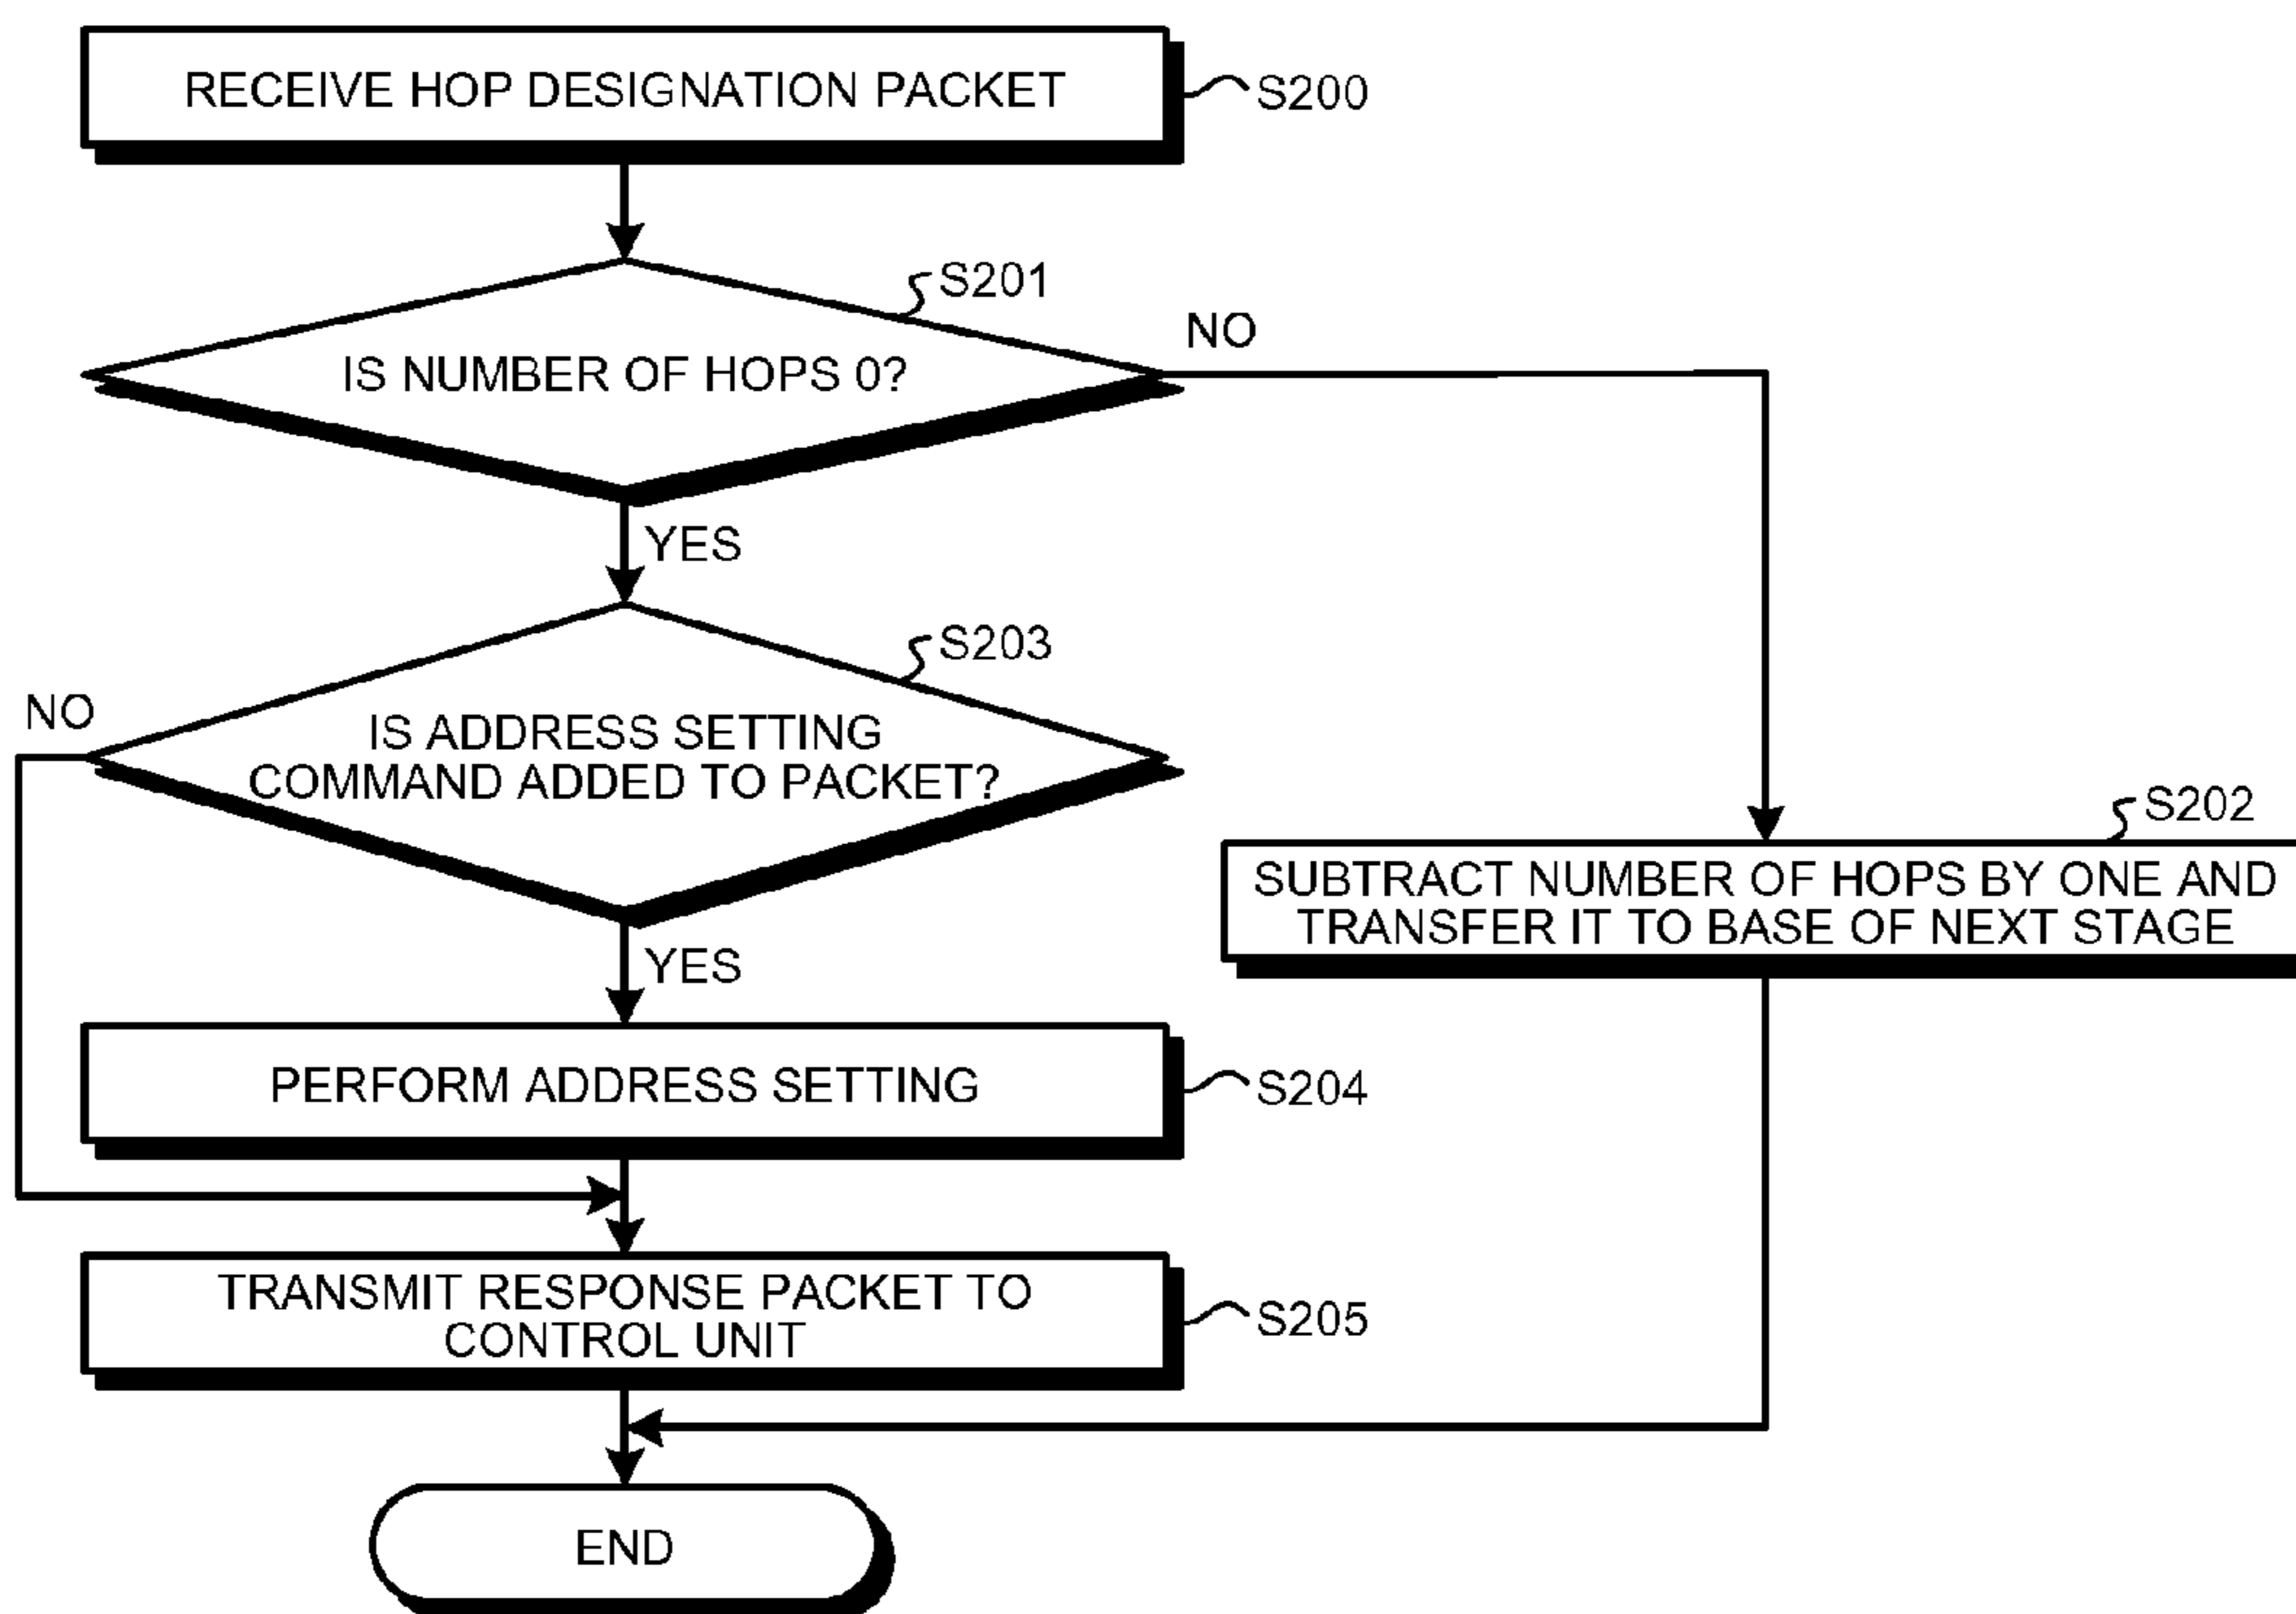 RECEIVE HOP DESIGNATION PACKET
S200
S201
NO
IS NUMBER OF HOPS 0?
YES
S203
NO
IS ADDRESS SETTING
COMMAND ADDED TO PACKET?
S202
SUBTRACT NUMBER OF HOPS BY ONE AND
TRANSFER IT TO BASE OF NEXT STAGE
YES
PERFORM ADDRESS SETTING
S204
TRANSMIT RESPONSE PACKET TO
CONTROL UNIT
S205
END